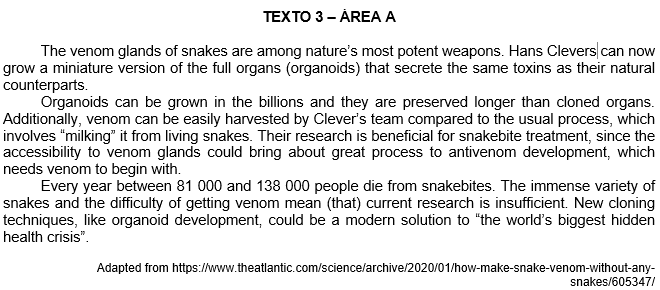 TEXTO 3 – ÁREA A
The venom glands of snakes are among nature's most potent weapons. Hans Clevers can now
grow a miniature version of the full organs (organoids) that secrete the same toxins as their natural
counterparts.
Organoids can be grown in the billions and they are preserved longer than cloned organs.
Additionally, venom can be easily harvested by Clever's team compared to the usual process, which
involves “milking” it from living snakes. Their research is beneficial for snakebite treatment, since the
accessibility to venom glands could bring about great process to antivenom development, which
needs venom to begin with.
Every year between 81 000 and 138 000 people die from snakebites. The immense variety of
snakes and the difficulty of getting venom mean (that) current research is insufficient. New cloning
techniques, like organoid development, could be a modern solution to “the world's biggest hidden
health crisis”.
Adapted from https://www.theatlantic.com/science/archive/2020/01/how-make-snake-venom-without-any-
snakes/605347/